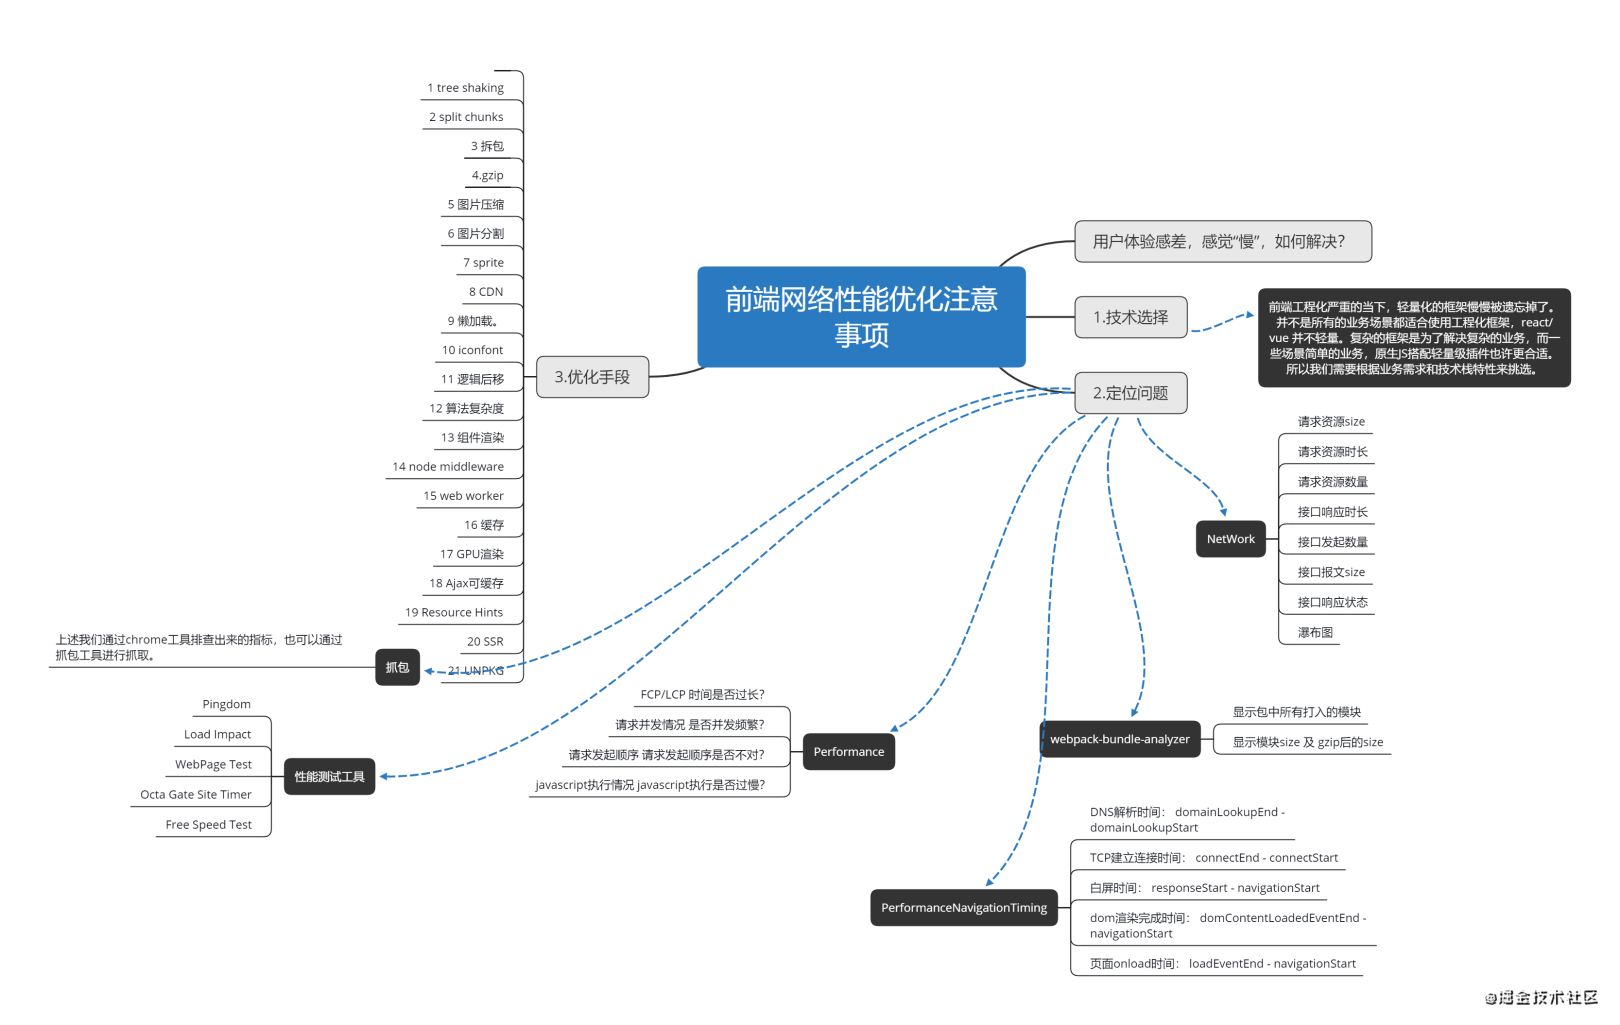 前端网络性能优化注意
事项
用户体验感差，感觉“慢”，如何解决？
1.技术选择
前端工程化严重的当下，轻量化的框架慢慢被遗忘掉了。
并不是所有的业务场景都适合使用工程化框架，react/
vue 并不轻量。复杂的框架是为了解决复杂的业务，而一
些场景简单的业务，原生JS搭配轻量级插件也许更合适。
所以我们需要根据业务需求和技术栈特性来挑选。
2.定位问题
NetWork
请求资源size
请求资源时长
请求资源数量
接口响应时长
接口发起数量
接口报文size
接口响应状态
瀑布图
webpack-bundle-analyzer
显示包中所有打入的模块
显示模块size 及 gzip后的size
PerformanceNavigationTiming
DNS解析时间： domainLookupEnd -
domainLookupStart
TCP建立连接时间： connectEnd - connectStart
白屏时间： responseStart - navigationStart
dom渲染完成时间： domContentLoadedEventEnd -
navigationStart
页面onload时间： loadEventEnd - navigationStart
Performance
FCP/LCP 时间是否过长？
请求并发情况 是否并发频繁？
请求发起顺序 请求发起顺序是否不对？
javascript执行情况 javascript执行是否过慢？
抓包
上述我们通过chrome工具排查出来的指标，也可以通过
抓包工具进行抓取。
性能测试工具
Pingdom
Load Impact
WebPage Test
Octa Gate Site Timer
Free Speed Test
3.优化手段
1 tree shaking
2 split chunks
3 拆包
4.gzip
5 图片压缩
6 图片分割
7 sprite
8 CDN
9 懒加载。
10 iconfont
11 逻辑后移
12 算法复杂度
13 组件渲染
14 node middleware
15 web worker
16 缓存
17 GPU渲染
18 Ajax可缓存
19 Resource Hints
20 SSR
21 UNPKG
@掘金技术社区